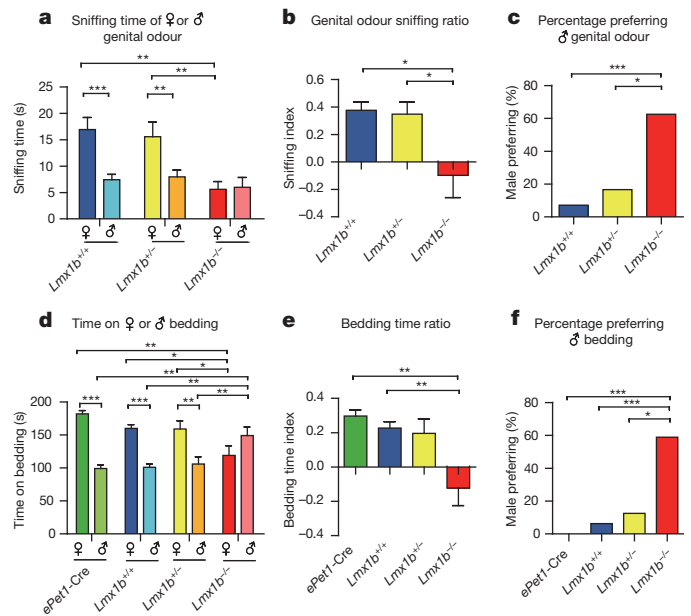 a Sniffing time of ♀ or ♂
genital odour
**
**
*** **
Sniffing time (s)
25
20
15
10
5
0
♀ ♂ ♀ ♂ ♀ ♂
Lmx1b+/+ Lmx1b+/− Lmx1b−/−
b Genital odour sniffing ratio
*
*
Sniffing index
0.6
0.4
0.2
0.0
−0.2
−0.4
Lmx1b+/+ Lmx1b+/− Lmx1b−/−
c Percentage preferring
♂ genital odour
***
*
Male preferring (%)
80
60
40
20
0
Lmx1b+/+ Lmx1b+/− Lmx1b−/−
d Time on ♀ or ♂ bedding
**
*
*
**
**
**
*** *** **
Time on bedding (s)
200
150
100
50
0
♀ ♂ ♀ ♂ ♀ ♂ ♀ ♂
ePet1-Cre Lmx1b+/+ Lmx1b+/− Lmx1b−/−
e Bedding time ratio
**
**
Bedding time index
0.4
0.2
0.0
−0.2
−0.4
ePet1-Cre Lmx1b+/+ Lmx1b+/− Lmx1b−/−
f Percentage preferring
♂ bedding
***
***
*
Male preferring (%)
80
60
40
20
0
ePet1-Cre Lmx1b+/+ Lmx1b+/− Lmx1b−/−